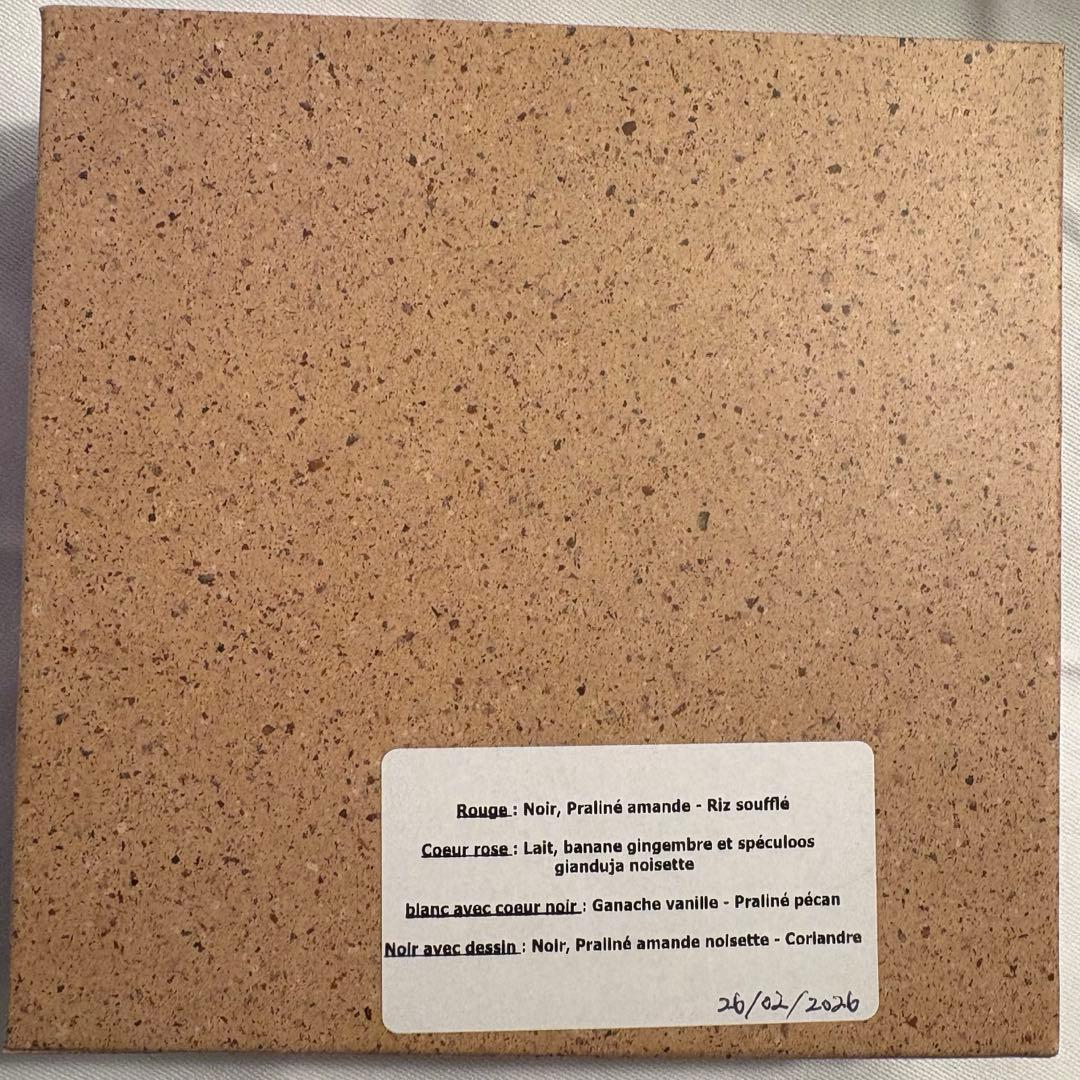 Rouge : Noir, Praliné amande - Riz soufflé
Coeur rose : Lait, banane gingembre et spéculoos
gianduja noisette
blanc avec coeur noir : Ganache vanille - Praliné pécan
Noir avec dessin : Noir, Praliné amande noisette - Coriandre
26/02/2026